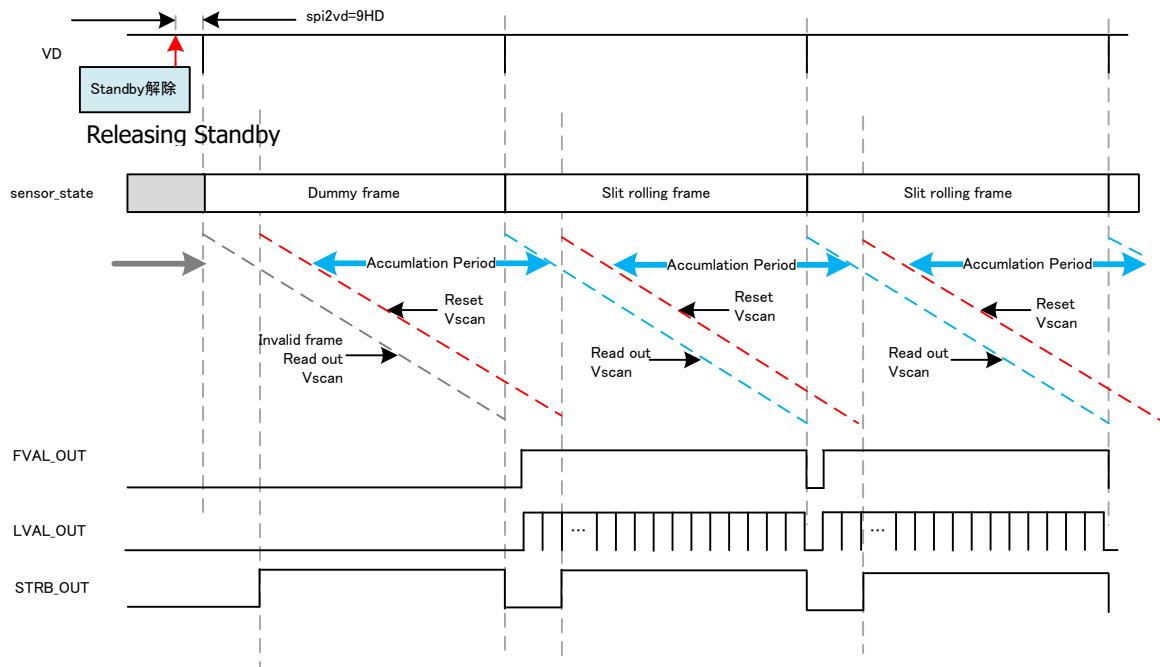 spi2vd=9HD
VD
Standby解除
Releasing Standby
sensor_state
Dummy frame
Slit rolling frame
Slit rolling frame
Accumlation Period
Accumlation Period
Accumlation Period
Reset
Vscan
Reset
Vscan
Reset
Vscan
Invalid frame
Read out
Vscan
Read out
Vscan
Read out
Vscan
FVAL_OUT
LVAL_OUT
...
...
STRB_OUT